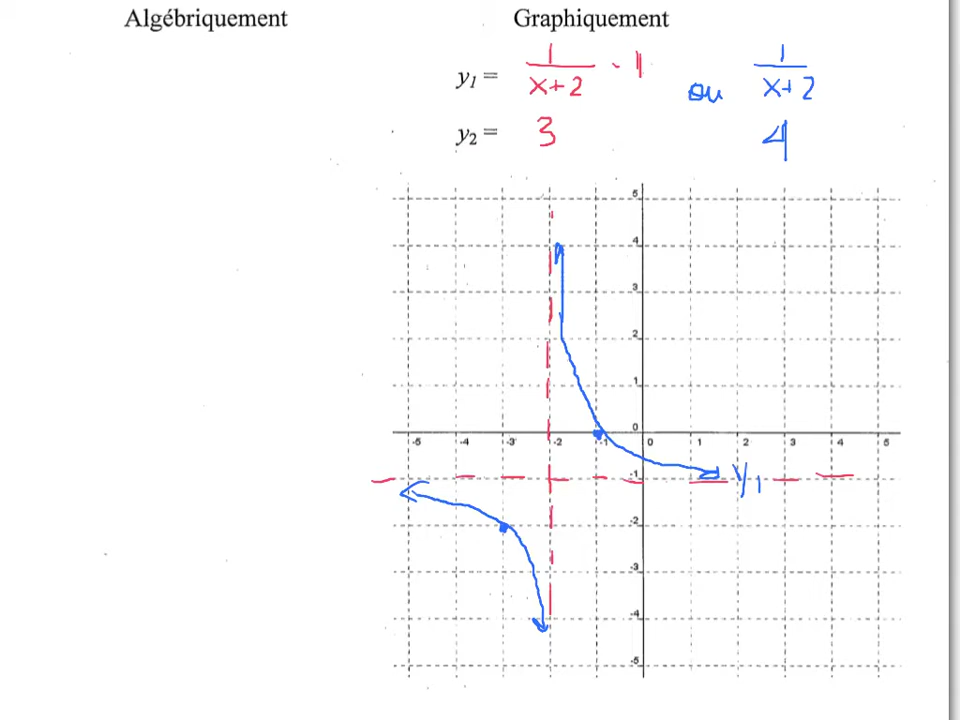 Algébriquement Graphiquement
y₁ = 1/(x+2) - 1 ou 1/(x+2)
y₂ = 3 4
5
4
3
2
1
0
-5 -4 -3 -2 -1 0 1 2 3 4 5
-1 y₁
-2
-3
-4
-5